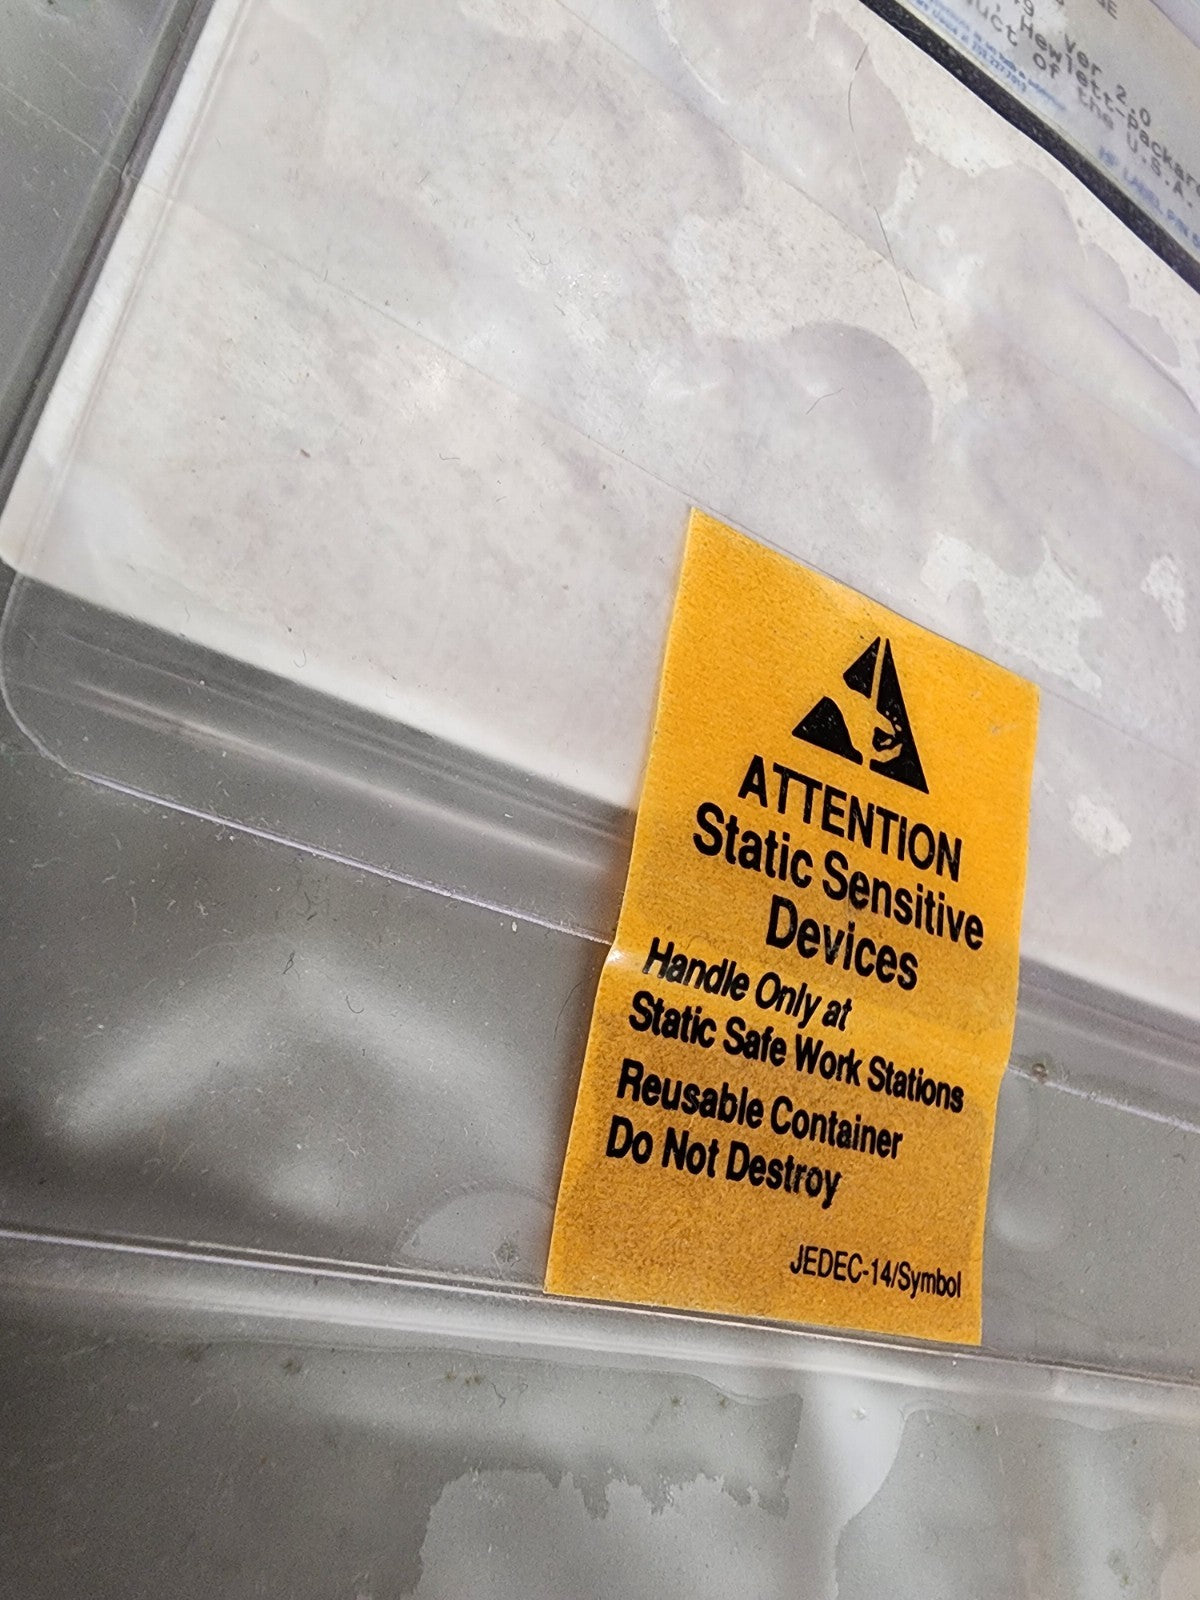 Ver 2.0
Hewlett-Packard
of the U.S.A.
ATTENTION
Static Sensitive
Devices
Handle Only at
Static Safe Work Stations
Reusable Container
Do Not Destroy
JEDEC-14/Symbol